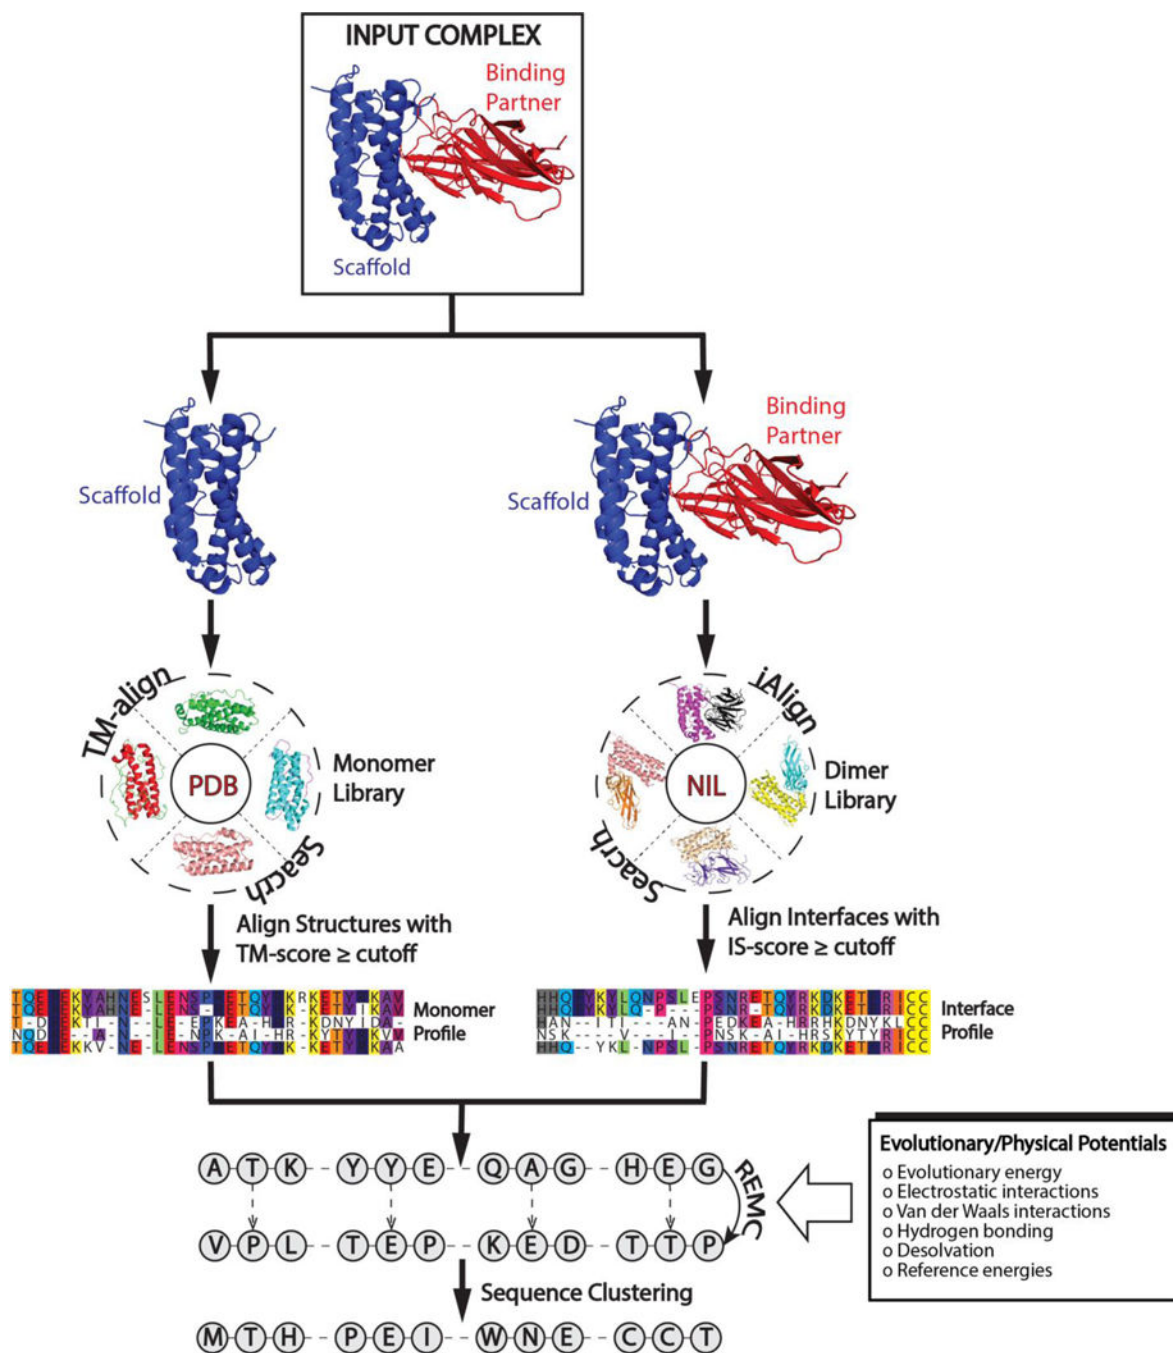 INPUT COMPLEX
Binding
Partner
Scaffold
Scaffold
Binding
Partner
Scaffold
TM-align
PDB
Seacrh
Monomer
Library
iAlign
NIL
Seacrh
Dimer
Library
Align Structures with
TM-score ≥ cutoff
Align Interfaces with
IS-score ≥ cutoff
Monomer
Profile
Interface
Profile
A T K Y Y E Q A G H E G
REMC
V P L T E P K E D T T P
Sequence Clustering
M T H P E I W N E C C T
Evolutionary/Physical Potentials
o Evolutionary energy
o Electrostatic interactions
o Van der Waals interactions
o Hydrogen bonding
o Desolvation
o Reference energies